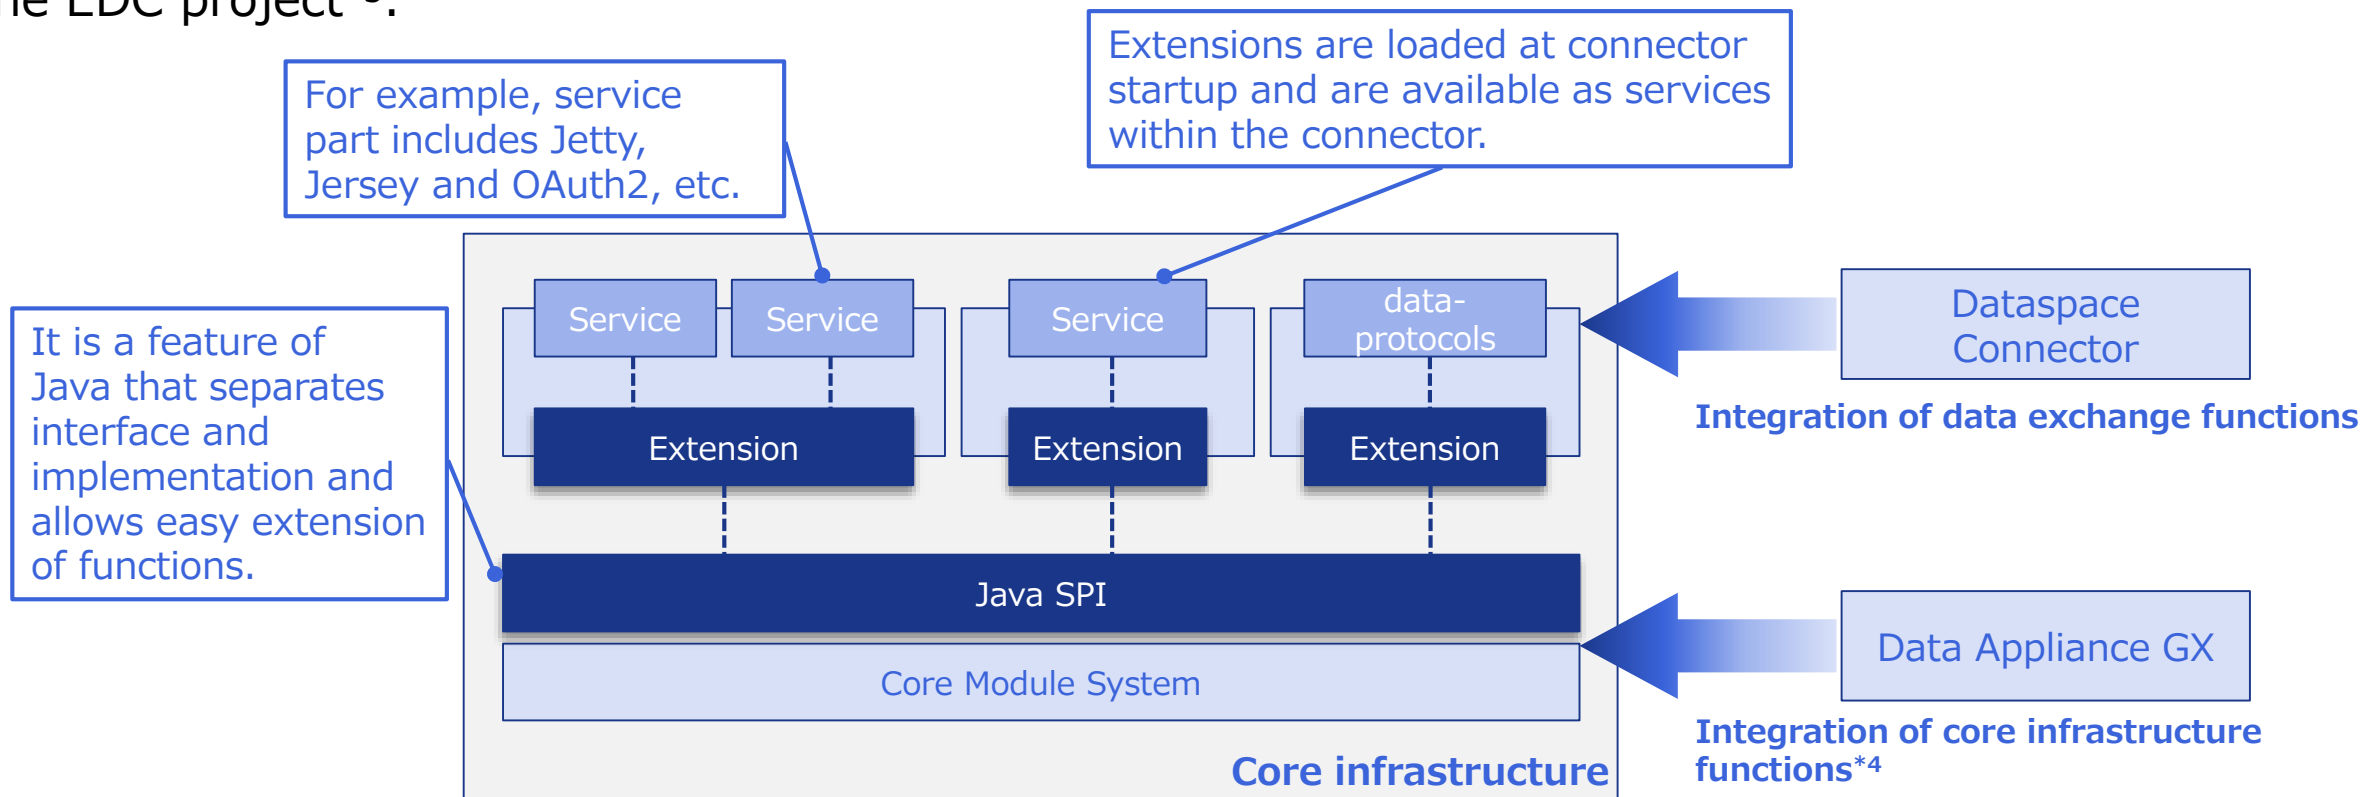 the EDC project
For example, service
part includes Jetty,
Jersey and OAuth2, etc.
Extensions are loaded at connector
startup and are available as services
within the connector.
It is a feature of
Java that separates
interface and
implementation and
allows easy extension
of functions.
Service
Service
Service
data-
protocols
Extension
Extension
Extension
Java SPI
Core Module System
Core infrastructure
Dataspace
Connector
Integration of data exchange functions
Data Appliance GX
Integration of core infrastructure
functions*4